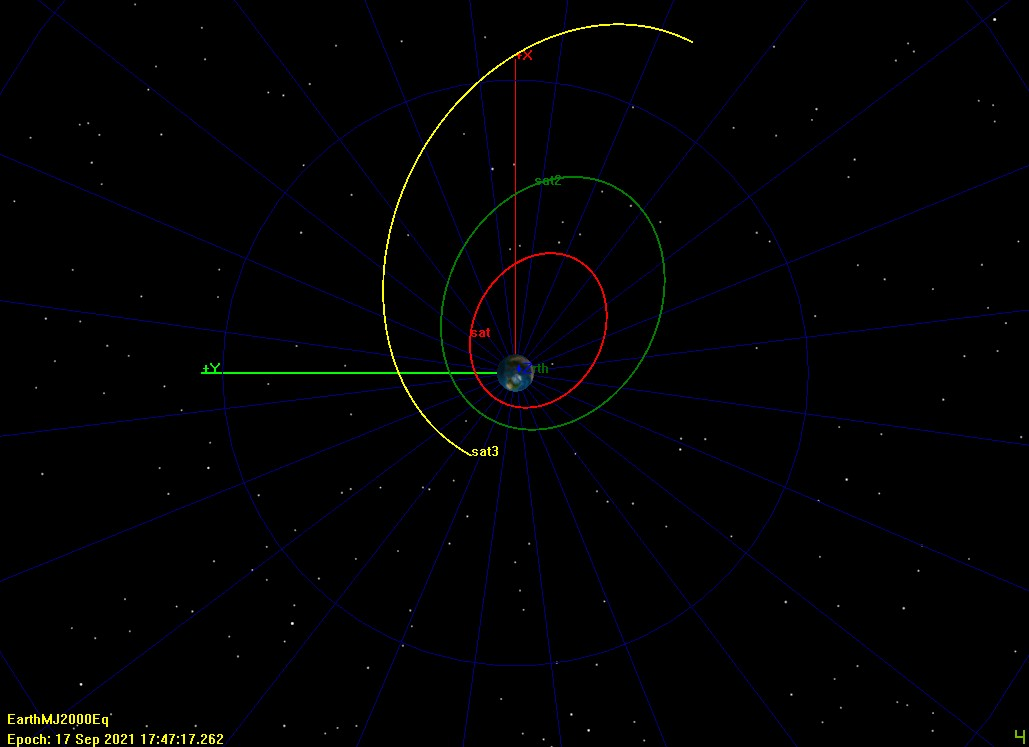 +X
sat2
sat
Earth
+Y
sat3
EarthMJ2000Eq
Epoch: 17 Sep 2021 17:47:17.262